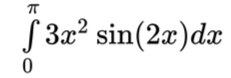 ∫₀^π 3x² sin(2x)dx